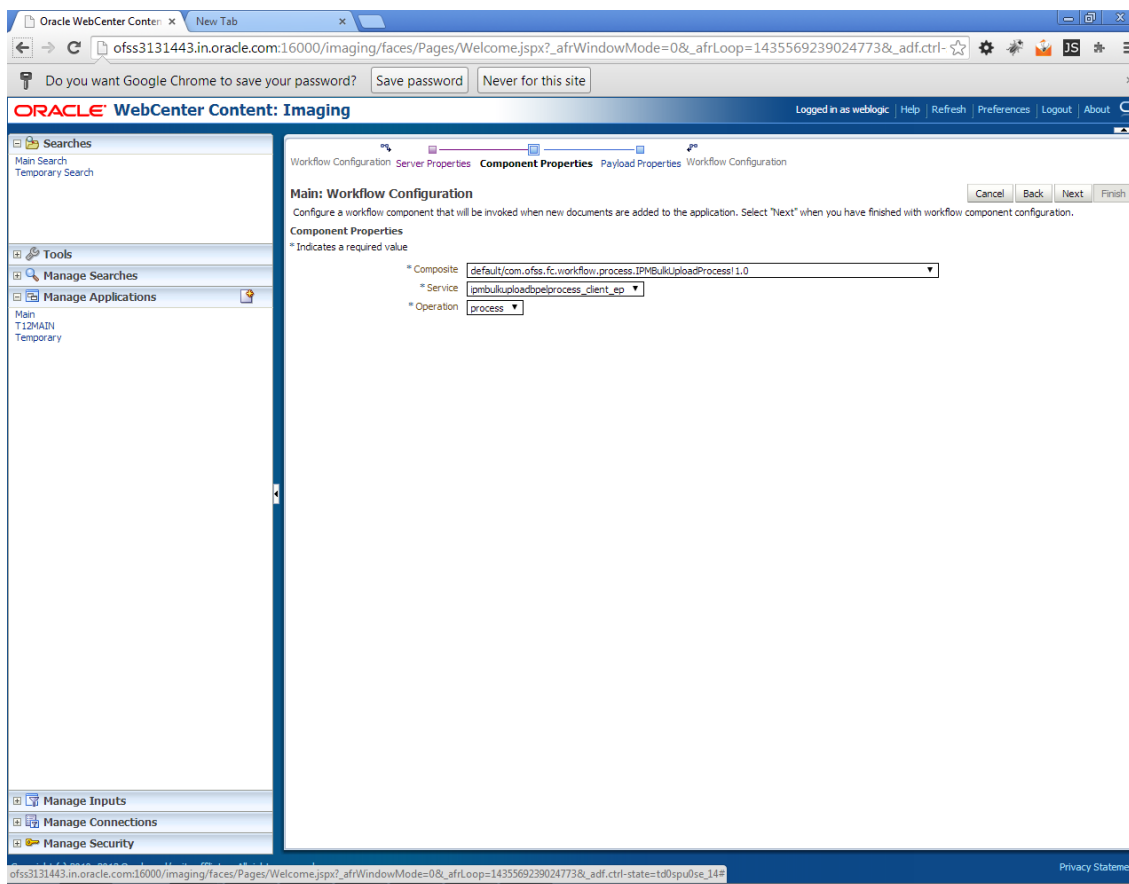 Oracle WebCenter Conten × New Tab ×
ofss3131443.in.oracle.com:16000/imaging/faces/Pages/Welcome.jspx?_afrWindowMode=0&_afrLoop=1435569239024773&_adf.ctrl-
Do you want Google Chrome to save your password? Save password Never for this site
ORACLE WebCenter Content: Imaging
Logged in as weblogic Help Refresh Preferences Logout About
Searches
Main Search
Temporary Search
Tools
Manage Searches
Manage Applications
Main
T12MAIN
Temporary
Manage Inputs
Manage Connections
Manage Security
Workflow Configuration Server Properties Component Properties Payload Properties Workflow Configuration
Main: Workflow Configuration
Cancel Back Next Finish
Configure a workflow component that will be invoked when new documents are added to the application. Select "Next" when you have finished with workflow component configuration.
Component Properties
* Indicates a required value
* Composite default/com.ofss.fc.workflow.process.IPMBulkUploadProcess!1.0
* Service ipmbulkuploadbpelprocess_client_ep
* Operation process
ofss3131443.in.oracle.com:16000/imaging/faces/Pages/Welcome.jspx?_afrWindowMode=0&_afrLoop=1435569239024773&_adf.ctrl-state=td0spu0se_14#
Privacy Stateme